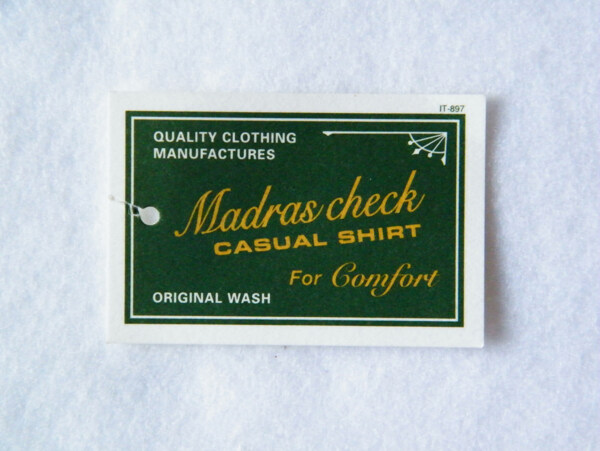 IT-897
QUALITY CLOTHING
MANUFACTURES
Madras check
CASUAL SHIRT
For Comfort
ORIGINAL WASH